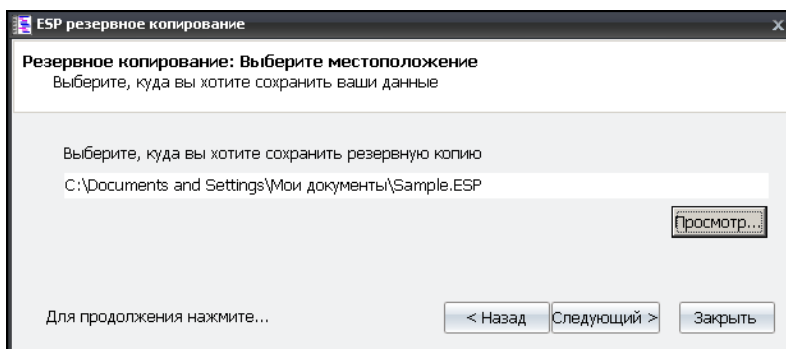 ESP резервное копирование x
Резервное копирование: Выберите местоположение
Выберите, куда вы хотите сохранить ваши данные
Выберите, куда вы хотите сохранить резервную копию
C:\Documents and Settings\Мои документы\Sample.ESP
Просмотр...
Для продолжения нажмите... < Назад Следующий > Закрыть